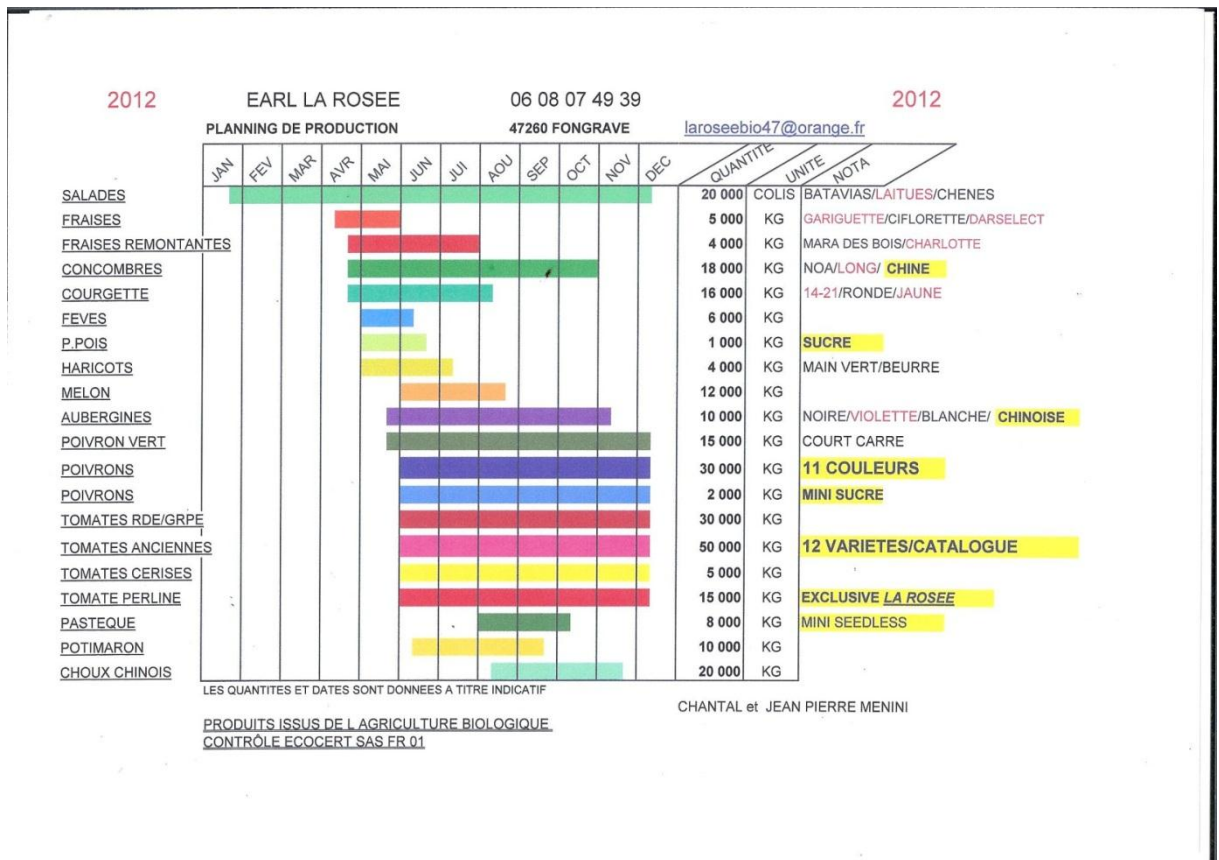 2012 EARL LA ROSEE 06 08 07 49 39 2012
PLANNING DE PRODUCTION 47260 FONGRAVE laroseebio47@orange.fr
JAN FEV MAR AVR MAI JUN JUI AOU SEP OCT NOV DEC QUANTITE UNITE NOTA
SALADES 20 000 COLIS BATAVIAS/LAITUES/CHENES
FRAISES 5 000 KG GARIGUETTE/CIFLORETTE/DARSELECT
FRAISES REMONTANTES 4 000 KG MARA DES BOIS/CHARLOTTE
CONCOMBRES 18 000 KG NOA/LONG/ CHINE
COURGETTE 16 000 KG 14-21/RONDE/JAUNE
FEVES 6 000 KG
P.POIS 1 000 KG SUCRE
HARICOTS 4 000 KG MAIN VERT/BEURRE
MELON 12 000 KG
AUBERGINES 10 000 KG NOIRE/VIOLETTE/BLANCHE/ CHINOISE
POIVRON VERT 15 000 KG COURT CARRE
POIVRONS 30 000 KG 11 COULEURS
POIVRONS 2 000 KG MINI SUCRE
TOMATES RDE/GRPE 30 000 KG
TOMATES ANCIENNES 50 000 KG 12 VARIETES/CATALOGUE
TOMATES CERISES 5 000 KG
TOMATE PERLINE 15 000 KG EXCLUSIVE LA ROSEE
PASTEQUE 8 000 KG MINI SEEDLESS
POTIMARON 10 000 KG
CHOUX CHINOIS 20 000 KG
LES QUANTITES ET DATES SONT DONNEES A TITRE INDICATIF
CHANTAL et JEAN PIERRE MENINI
PRODUITS ISSUS DE L AGRICULTURE BIOLOGIQUE
CONTRÔLE ECOCERT SAS FR 01